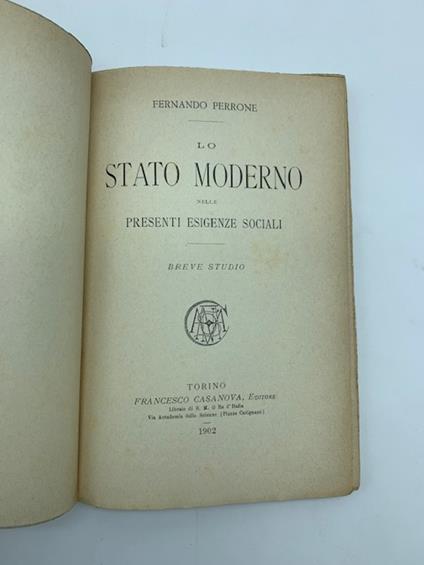 FERNANDO PERRONE
LO
STATO MODERNO
NELLE
PRESENTI ESIGENZE SOCIALI
BREVE STUDIO
TORINO
FRANCESCO CASANOVA, EDITORE
Libraio di S. M. il Re d'Italia
Via Accademia delle Scienze (Piazza Carignano)
1902